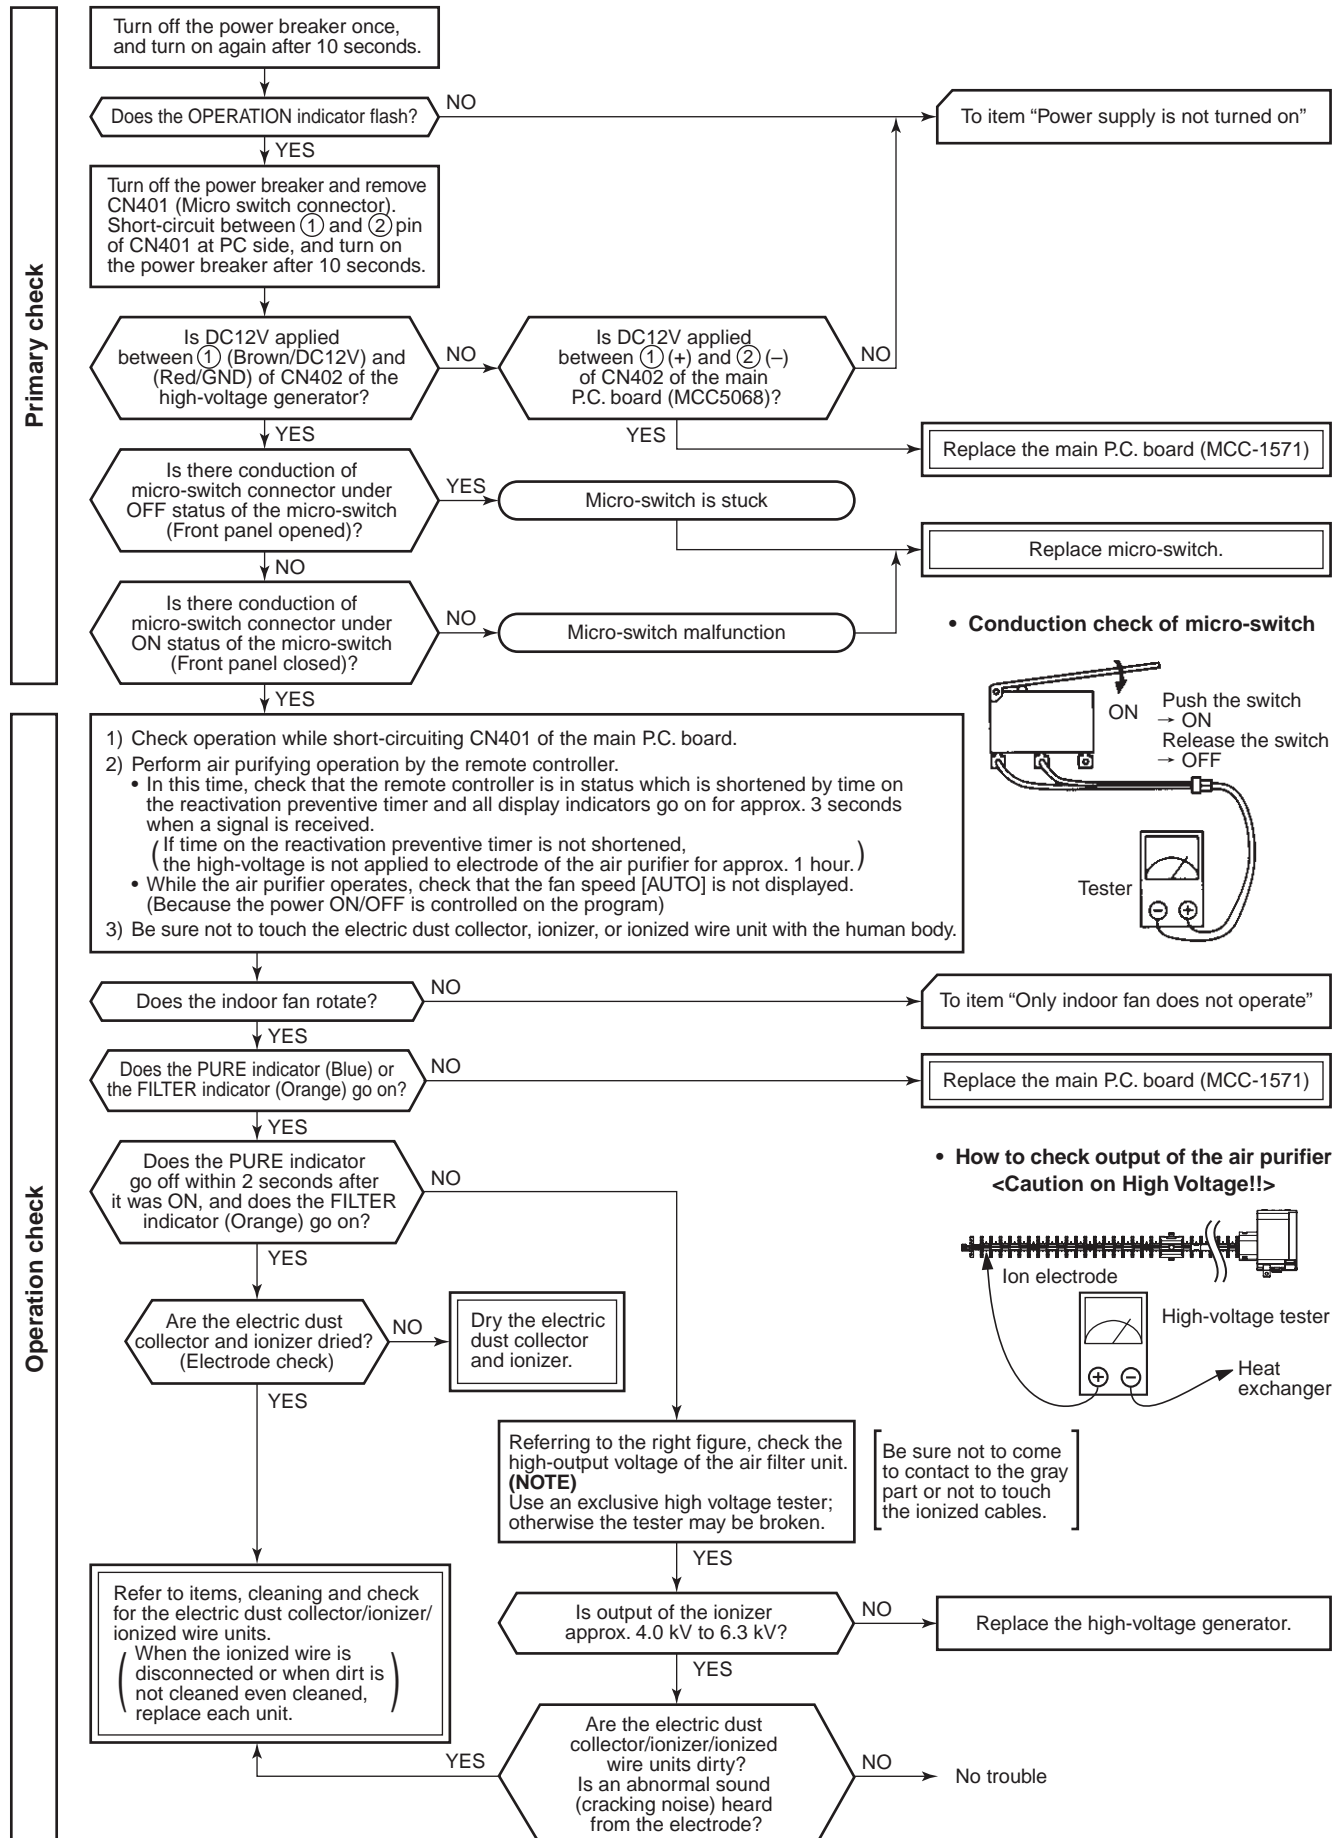 Primary check
Turn off the power breaker once,
and turn on again after 10 seconds.
Does the OPERATION indicator flash?
NO
To item “Power supply is not turned on”
YES
Turn off the power breaker and remove
CN401 (Micro switch connector).
Short-circuit between ① and ② pin
of CN401 at PC side, and turn on
the power breaker after 10 seconds.
Is DC12V applied
between ① (Brown/DC12V) and
(Red/GND) of CN402 of the
high-voltage generator?
NO
Is DC12V applied
between ① (+) and ② (–)
of CN402 of the main
P.C. board (MCC5068)?
NO
YES
YES
Replace the main P.C. board (MCC-1571)
Is there conduction of
micro-switch connector under
OFF status of the micro-switch
(Front panel opened)?
YES
Micro-switch is stuck
Replace micro-switch.
NO
Is there conduction of
micro-switch connector under
ON status of the micro-switch
(Front panel closed)?
NO
Micro-switch malfunction
YES
• Conduction check of micro-switch
ON
Push the switch
→ ON
Release the switch
→ OFF
Tester
Operation check
1) Check operation while short-circuiting CN401 of the main P.C. board.
2) Perform air purifying operation by the remote controller.
• In this time, check that the remote controller is in status which is shortened by time on
the reactivation preventive timer and all display indicators go on for approx. 3 seconds
when a signal is received.
(If time on the reactivation preventive timer is not shortened,
the high-voltage is not applied to electrode of the air purifier for approx. 1 hour.)
• While the air purifier operates, check that the fan speed [AUTO] is not displayed.
(Because the power ON/OFF is controlled on the program)
3) Be sure not to touch the electric dust collector, ionizer, or ionized wire unit with the human body.
Does the indoor fan rotate?
NO
To item “Only indoor fan does not operate”
YES
Does the PURE indicator (Blue) or
the FILTER indicator (Orange) go on?
NO
Replace the main P.C. board (MCC-1571)
YES
Does the PURE indicator
go off within 2 seconds after
it was ON, and does the FILTER
indicator (Orange) go on?
NO
YES
• How to check output of the air purifier
<Caution on High Voltage!!>
Ion electrode
High-voltage tester
Heat
exchanger
Are the electric dust
collector and ionizer dried?
(Electrode check)
NO
Dry the electric
dust collector
and ionizer.
YES
Referring to the right figure, check the
high-output voltage of the air filter unit.
(NOTE)
Use an exclusive high voltage tester;
otherwise the tester may be broken.
Be sure not to come
to contact to the gray
part or not to touch
the ionized cables.
YES
Refer to items, cleaning and check
for the electric dust collector/ionizer/
ionized wire units.
(When the ionized wire is
disconnected or when dirt is
not cleaned even cleaned,
replace each unit.)
Is output of the ionizer
approx. 4.0 kV to 6.3 kV?
NO
Replace the high-voltage generator.
YES
Are the electric dust
collector/ionizer/ionized
wire units dirty?
Is an abnormal sound
(cracking noise) heard
from the electrode?
YES
NO
No trouble